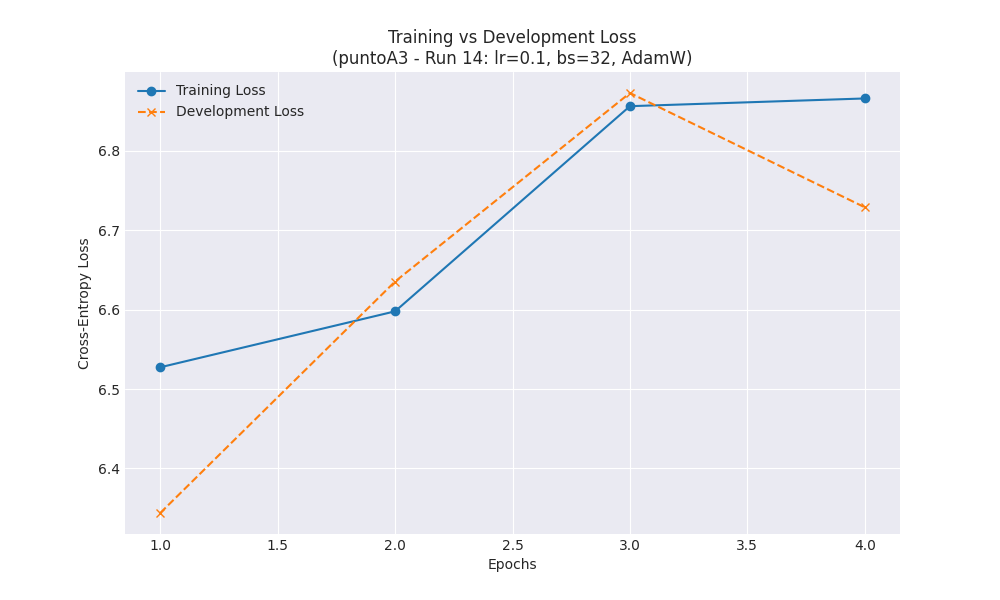 Training vs Development Loss
(puntoA3 - Run 14: lr=0.1, bs=32, AdamW)
Training Loss
Development Loss
Cross-Entropy Loss
6.8
6.7
6.6
6.5
6.4
1.0 1.5 2.0 2.5 3.0 3.5 4.0
Epochs